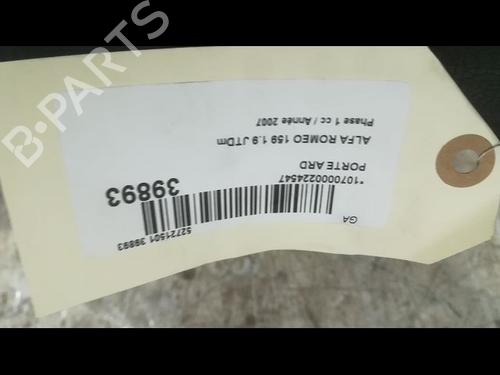 B-PARTS
52721501 39893
GA
*1070000224547
39893
PORTE ARD
ALFA ROMEO 159 1.9 JTDm
Phase 1 cc / Année 2007